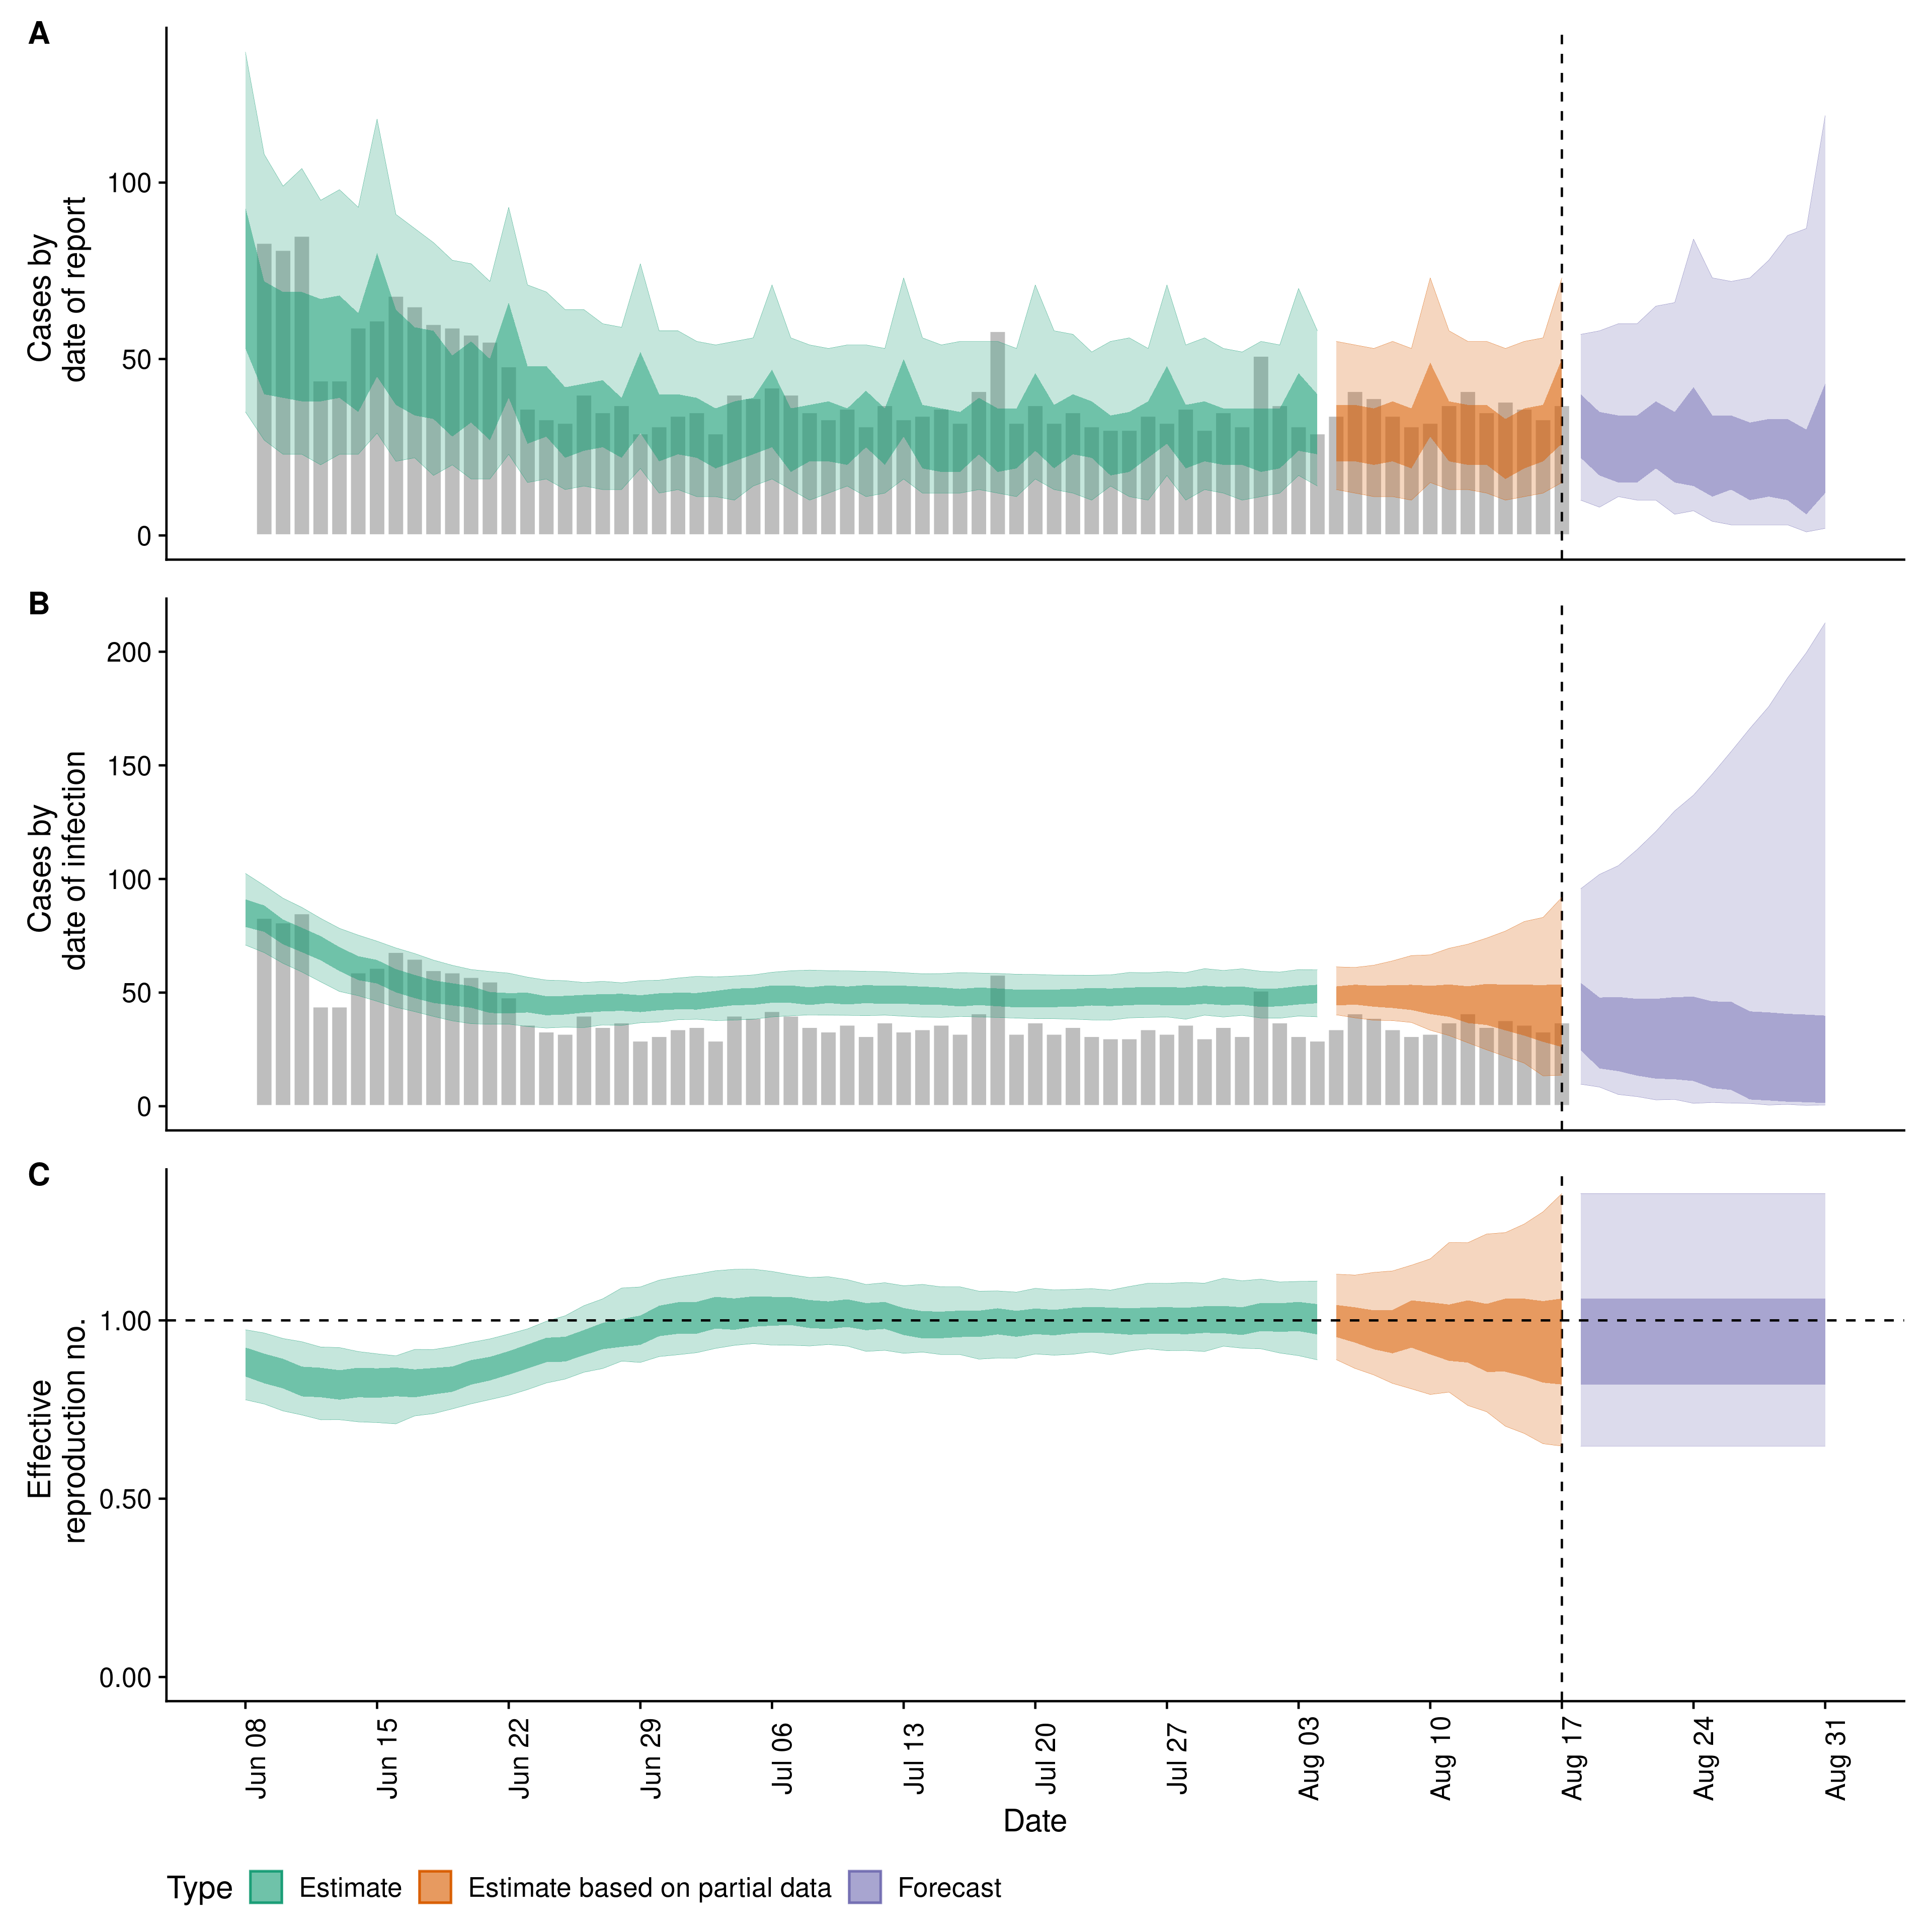 A
Cases by
date of report
100
50
0
B
Cases by
date of infection
200
150
100
50
0
C
Effective
reproduction no.
1.00
0.50
0.00
Jun 08
Jun 15
Jun 22
Jun 29
Jul 06
Jul 13
Jul 20
Jul 27
Aug 03
Aug 10
Aug 17
Aug 24
Aug 31
Date
Type Estimate Estimate based on partial data Forecast